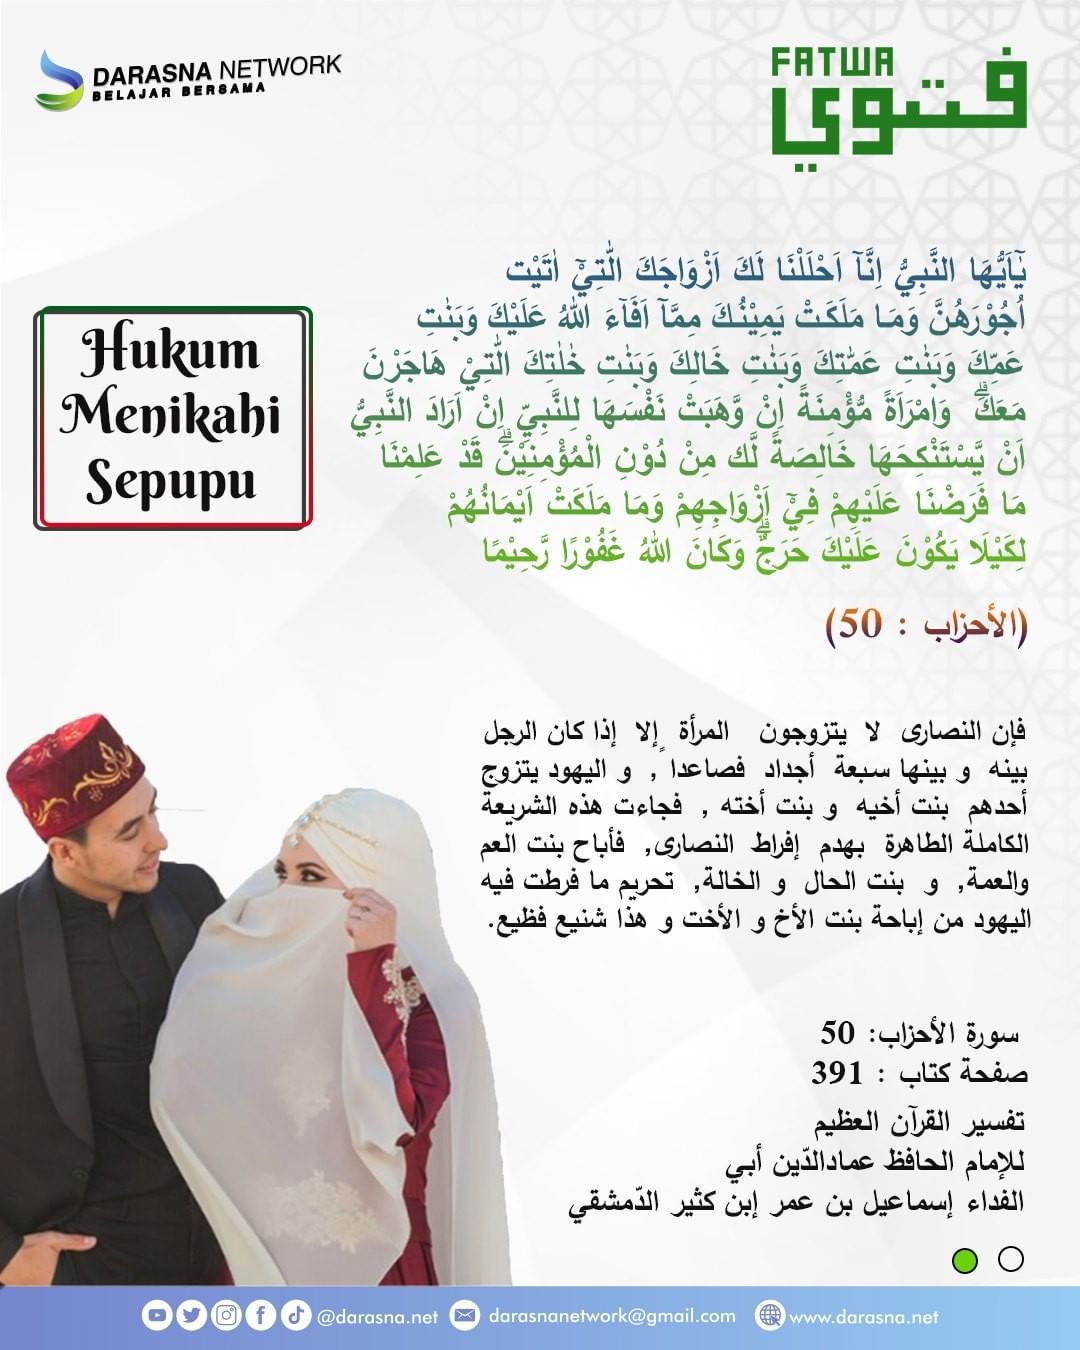 DARASNA NETWORK
BELAJAR BERSAMA
FATWA
فتوي
Hukum
Menikahi
Sepupu
يٰٓاَيُّهَا النَّبِيُّ اِنَّآ اَحْلَلْنَا لَكَ اَزْوَاجَكَ الّٰتِيْٓ اٰتَيْت
اُجُوْرَهُنَّ وَمَا مَلَكَتْ يَمِيْنُكَ مِمَّآ اَفَاۤءَ اللهُ عَلَيْكَ وَبَنٰتِ
عَمِّكَ وَبَنٰتِ عَمّٰتِكَ وَبَنٰتِ خَالِكَ وَبَنٰتِ خٰلٰتِكَ الّٰتِيْ هَاجَرْنَ
مَعَكَۗ وَامْرَاَةً مُّؤْمِنَةً اِنْ وَّهَبَتْ نَفْسَهَا لِلنَّبِيِّ اِنْ اَرَادَ النَّبِيُّ
اَنْ يَّسْتَنْكِحَهَا خَالِصَةً لَّك مِنْ دُوْنِ الْمُؤْمِنِيْنَۗ قَدْ عَلِمْنَا
مَا فَرَضْنَا عَلَيْهِمْ فِيْٓ اَزْوَاجِهِمْ وَمَا مَلَكَتْ اَيْمَانُهُمْ
لِكَيْلَا يَكُوْنَ عَلَيْكَ حَرَجٌۗ وَكَانَ اللهُ غَفُوْرًا رَّحِيْمًا
(الأحزاب : 50)
فإن النصارى لا يتزوجون المرأة إلا إذا كان الرجل
بينه و بينها سبعة أجداد فصاعداً , و اليهود يتزوج
أحدهم بنت أخيه و بنت أخته , فجاءت هذه الشريعة
الكاملة الطاهرة بهدم إفراط النصارى, فأباح بنت العم
والعمة, و بنت الحال و الخالة, تحريم ما فرطت فيه
اليهود من إباحة بنت الأخ و الأخت و هذا شنيع فظيع.
سورة الأحزاب: 50
صفحة كتاب : 391
تفسير القرآن العظيم
للإمام الحافظ عمادالدّين أبي
الفداء إسماعيل بن عمر إبن كثير الدّمشقي
@darasna.net darasnanetwork@gmail.com www.darasna.net